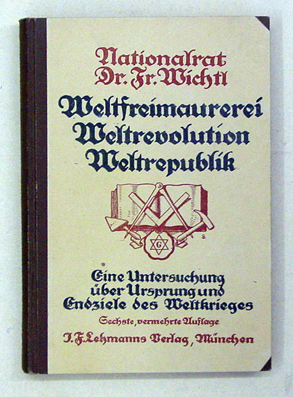 Nationalrat
Dr. Fr. Wichtl
Weltfreimaurerei
Weltrevolution
Weltrepublik
G
Eine Untersuchung
über Ursprung und
Endziele des Weltkrieges
Sechste, vermehrte Auflage
J. F. Lehmanns Verlag, München